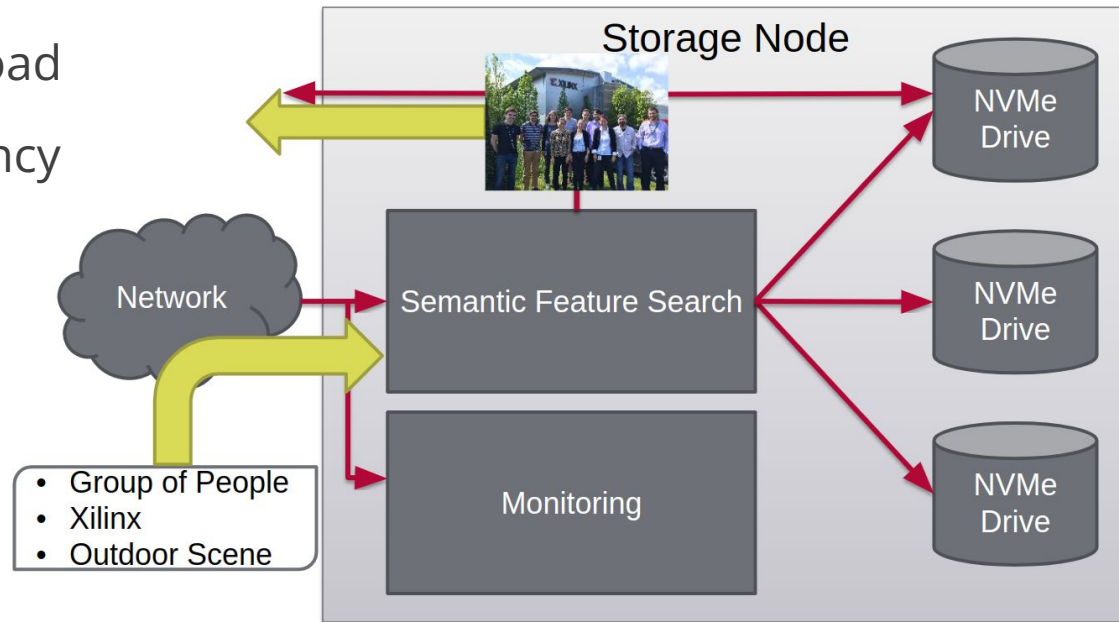 Storage Node
oad
ncy
XILINX
NVMe
Drive
Network
Semantic Feature Search
NVMe
Drive
• Group of People
• Xilinx
• Outdoor Scene
Monitoring
NVMe
Drive